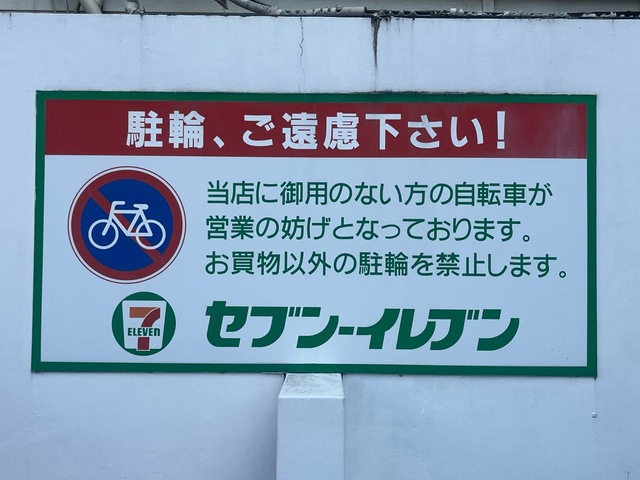 駐輪、ご遠慮下さい!
当店に御用のない方の自転車が
営業の妨げとなっております。
お買物以外の駐輪を禁止します。
7
ELEVEn
セブン-イレブン